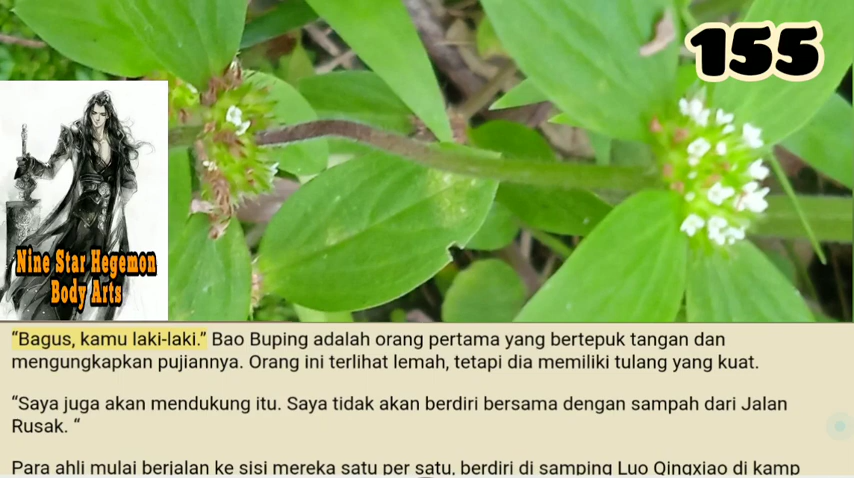 155
Nine Star Hegemon
Body Arts
“Bagus, kamu laki-laki.” Bao Buping adalah orang pertama yang bertepuk tangan dan
mengungkapkan pujiannya. Orang ini terlihat lemah, tetapi dia memiliki tulang yang kuat.
“Saya juga akan mendukung itu. Saya tidak akan berdiri bersama dengan sampah dari Jalan
Rusak. “
Para ahli mulai berjalan ke sisi mereka satu per satu, berdiri di samping Luo Qingxiao di kamp